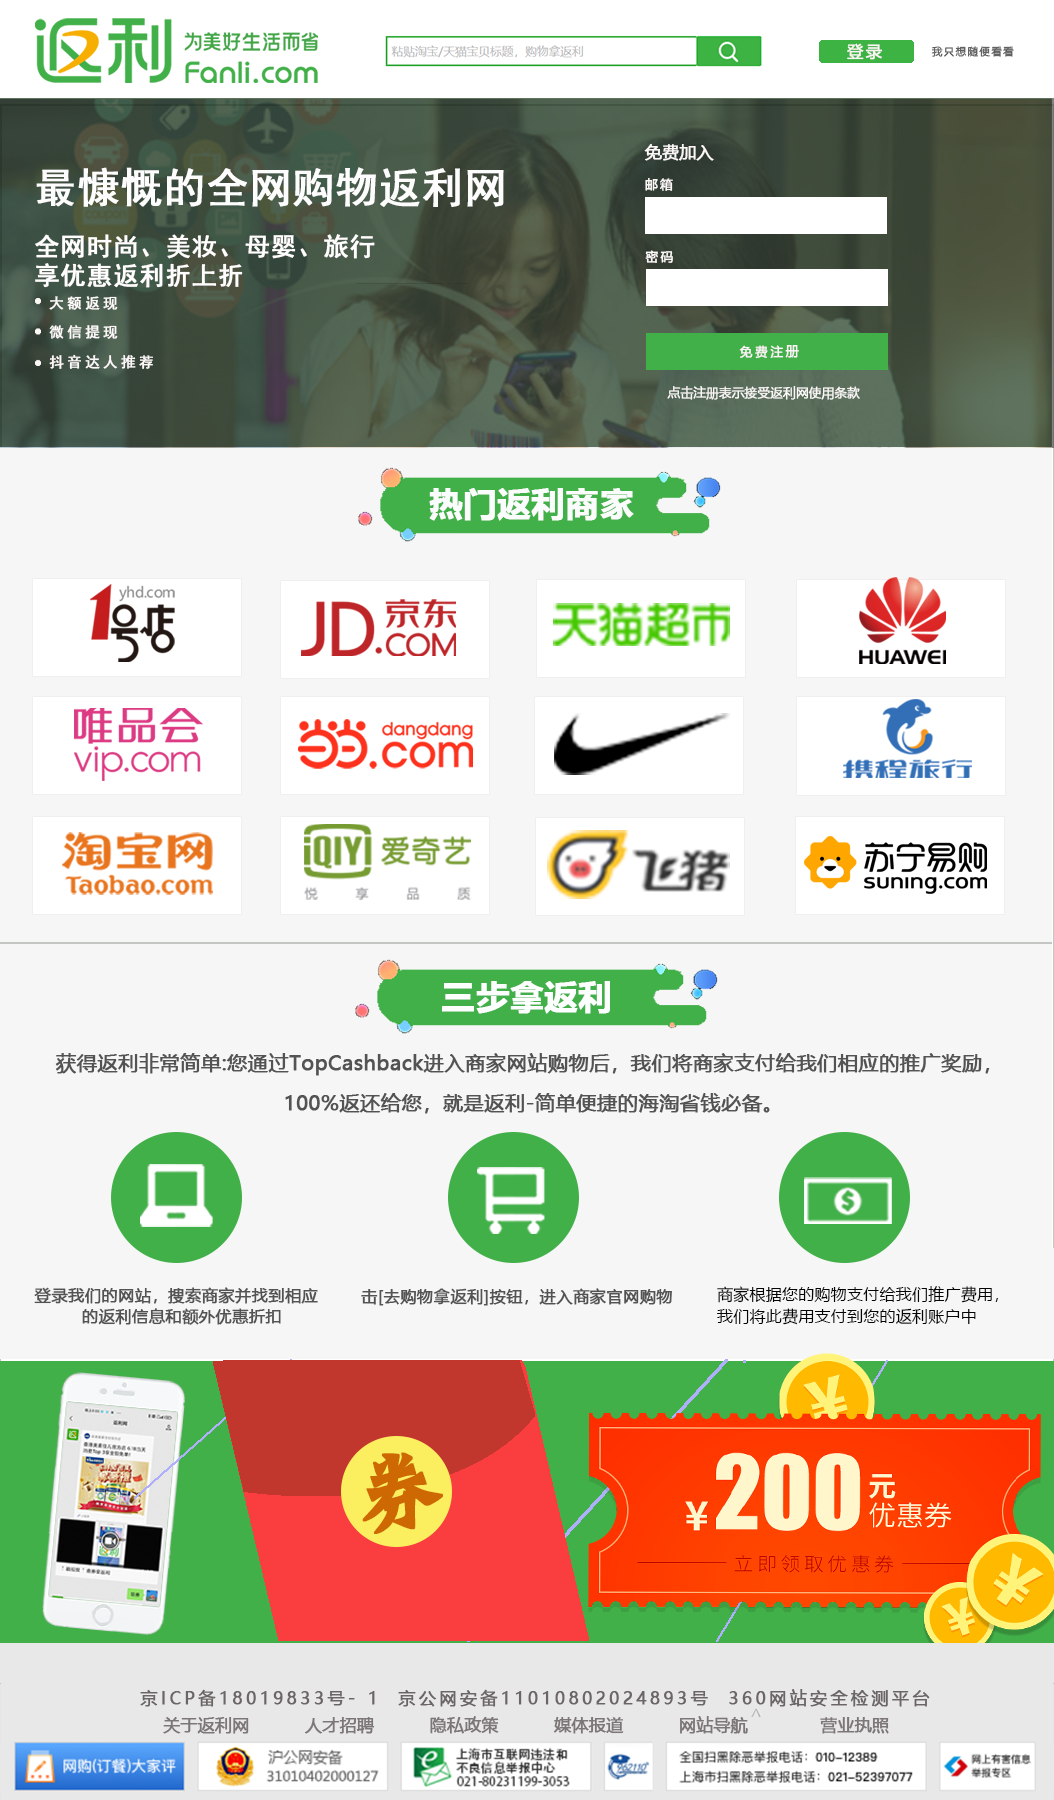 返利 为美好生活而省
Fanli.com
粘贴淘宝/天猫宝贝标题，购物拿返利
登录 我只想随便看看
最慷慨的全网购物返利网
全网时尚、美妆、母婴、旅行
享优惠返利折上折
大额返现
微信提现
抖音达人推荐
免费加入
邮箱
密码
免费注册
点击注册表示接受返利网使用条款
热门返利商家
yhd.com
1号店
JD.京东
.COM
天猫超市
HUAWEI
唯品会
vip.com
当当 dangdang
.com
携程旅行
淘宝网
Taobao.com
iQIYI 爱奇艺
悦享品质
飞猪
苏宁易购
suning.com
三步拿返利
获得返利非常简单:您通过TopCashback进入商家网站购物后，我们将商家支付给我们相应的推广奖励，
100%返还给您，就是返利-简单便捷的海淘省钱必备。
登录我们的网站，搜索商家并找到相应
的返利信息和额外优惠折扣
击[去购物拿返利]按钮，进入商家官网购物
商家根据您的购物支付给我们推广费用，
我们将此费用支付到您的返利账户中
返利网
券
¥200元
优惠券
立即领取优惠券
京ICP备18019833号- 1 京公网安备11010802024893号 360网站安全检测平台
关于返利网 人才招聘 隐私政策 媒体报道 网站导航 营业执照
网购(订餐)大家评
沪公网安备
31010402000127
上海市互联网违法和
不良信息举报中心
021-80231199-3053
全国扫黑除恶举报电话：010-12389
上海市扫黑除恶举报电话：021-52397077
网上有害信息
举报专区